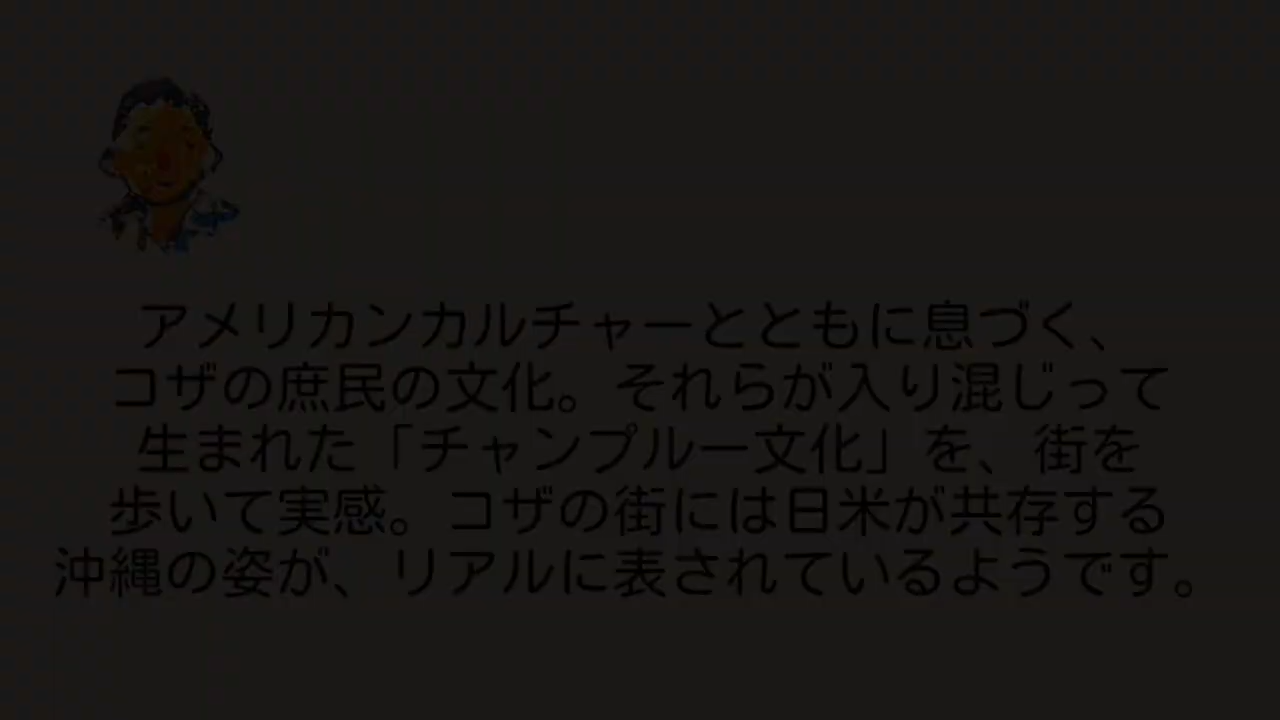 アメリカンカルチャーとともに息づく、
コザの庶民の文化。それらが入り混じって
生まれた「チャンプルー文化」を、街を
歩いて実感。コザの街には日米が共存する
沖縄の姿が、リアルに表されているようです。